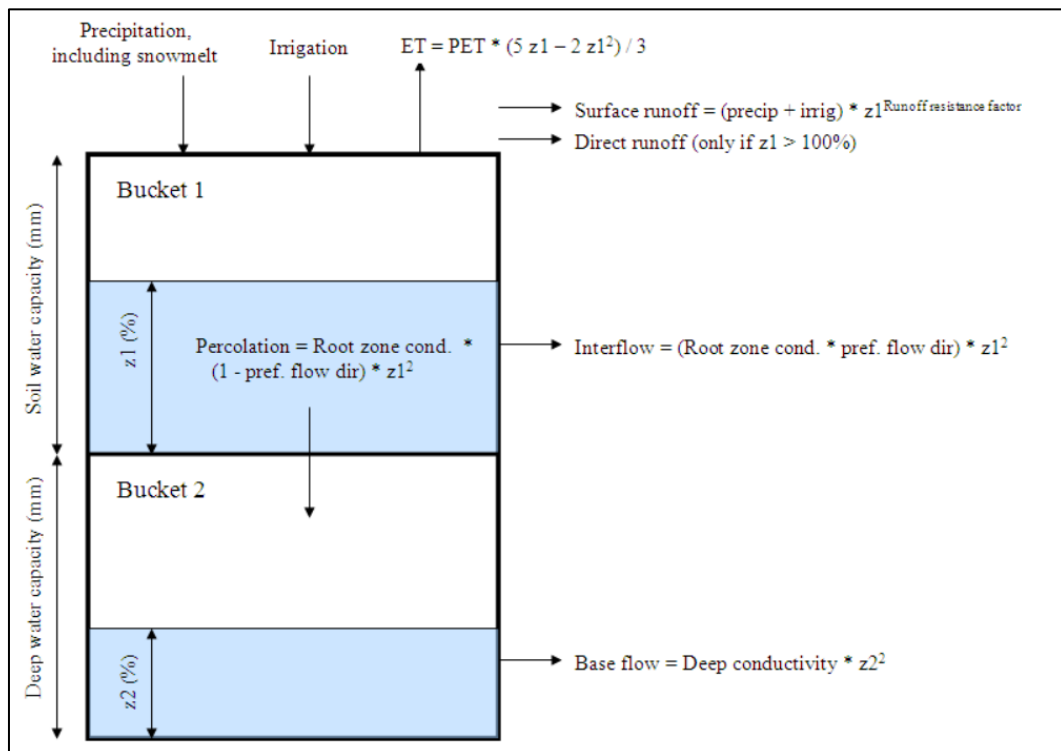 Precipitation,
including snowmelt
Irrigation
ET = PET * (5 z1 – 2 z1²) / 3
Surface runoff = (precip + irrig) * z1^Runoff resistance factor
Direct runoff (only if z1 > 100%)
Soil water capacity (mm)
Bucket 1
z1 (%)
Percolation = Root zone cond. *
(1 - pref. flow dir) * z1²
Interflow = (Root zone cond. * pref. flow dir) * z1²
Deep water capacity (mm)
Bucket 2
z2 (%)
Base flow = Deep conductivity * z2²